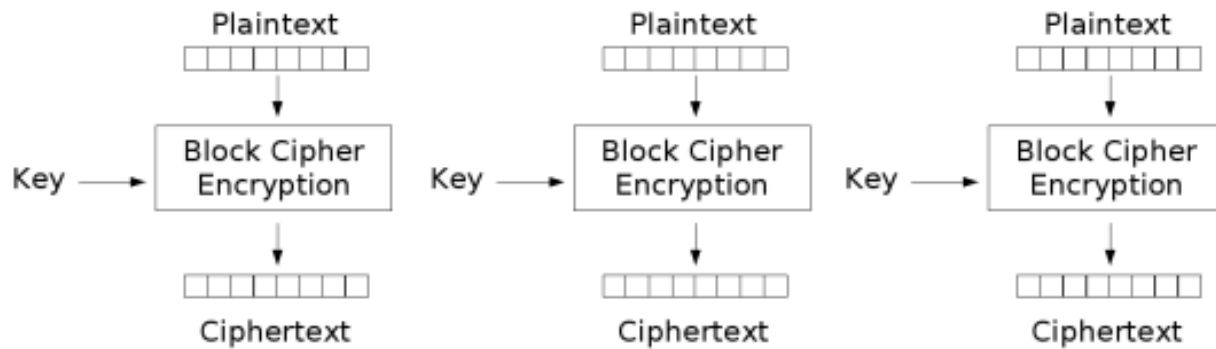 Plaintext
Plaintext
Plaintext
Key
Block Cipher
Encryption
Key
Block Cipher
Encryption
Key
Block Cipher
Encryption
Ciphertext
Ciphertext
Ciphertext